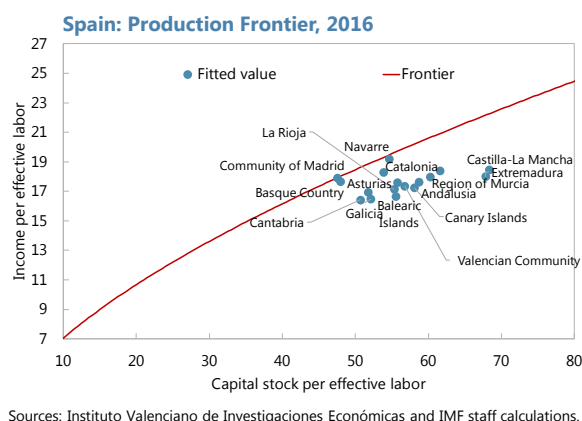 Spain: Production Frontier, 2016
27
25
23
21
19
17
15
13
11
9
7
Income per effective labor
Fitted value
Frontier
La Rioja
Navarre
Community of Madrid
Catalonia
Castilla-La Mancha
Extremadura
Basque Country
Asturias
Region of Murcia
Andalusia
Cantabria
Galicia
Balearic
Islands
Canary Islands
Valencian Community
10 20 30 40 50 60 70 80
Capital stock per effective labor
Sources: Instituto Valenciano de Investigaciones Económicas and IMF staff calculations.